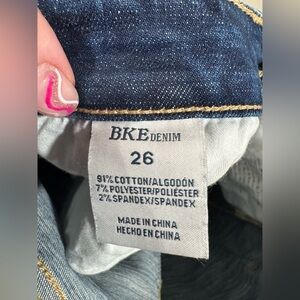 BKE DENIM
26
91% COTTON/ALGODÓN
7% POLYESTER/POLIÉSTER
2% SPANDEX/SPANDEX
MADE IN CHINA
HECHO EN CHINA